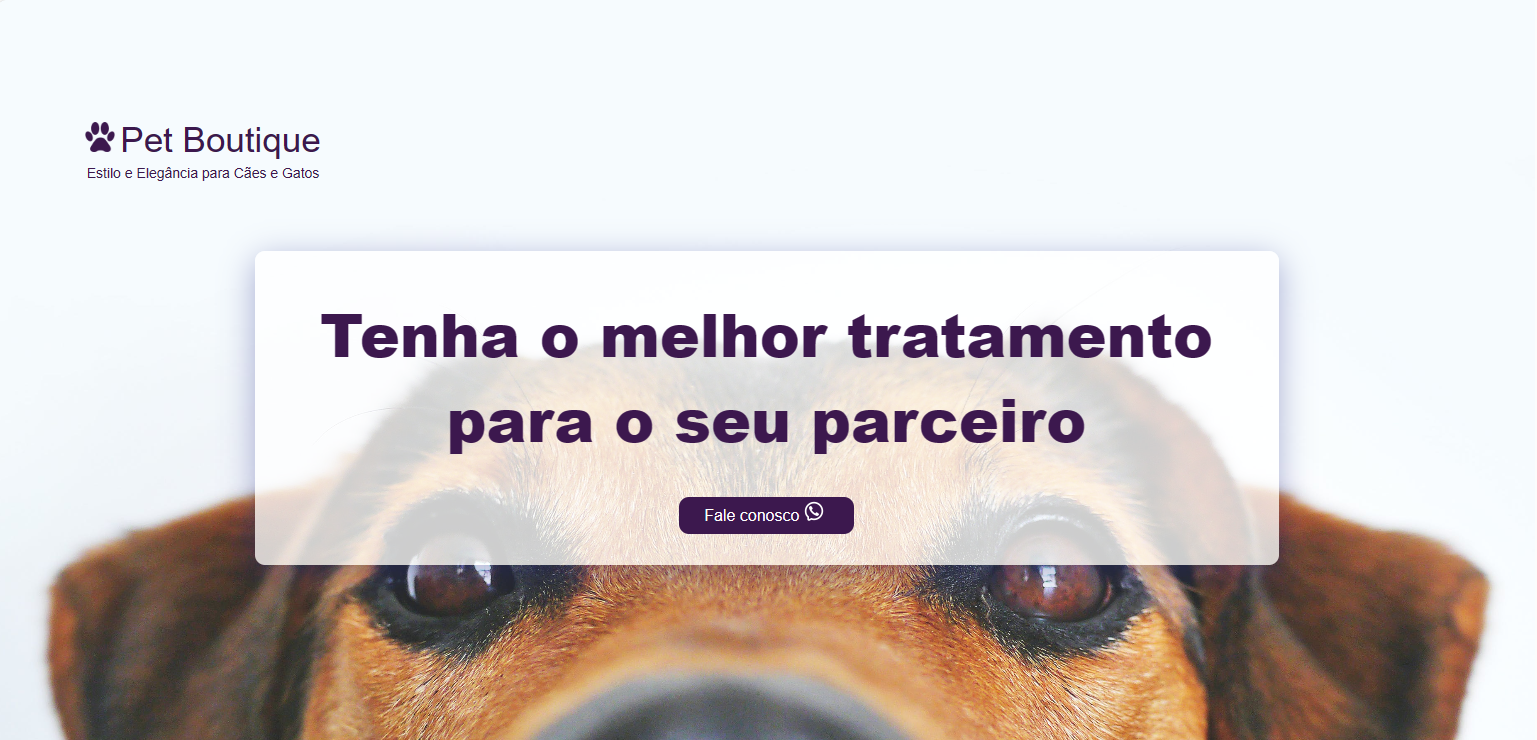 Pet Boutique
Estilo e Elegância para Cães e Gatos
Tenha o melhor tratamento
para o seu parceiro
Fale conosco